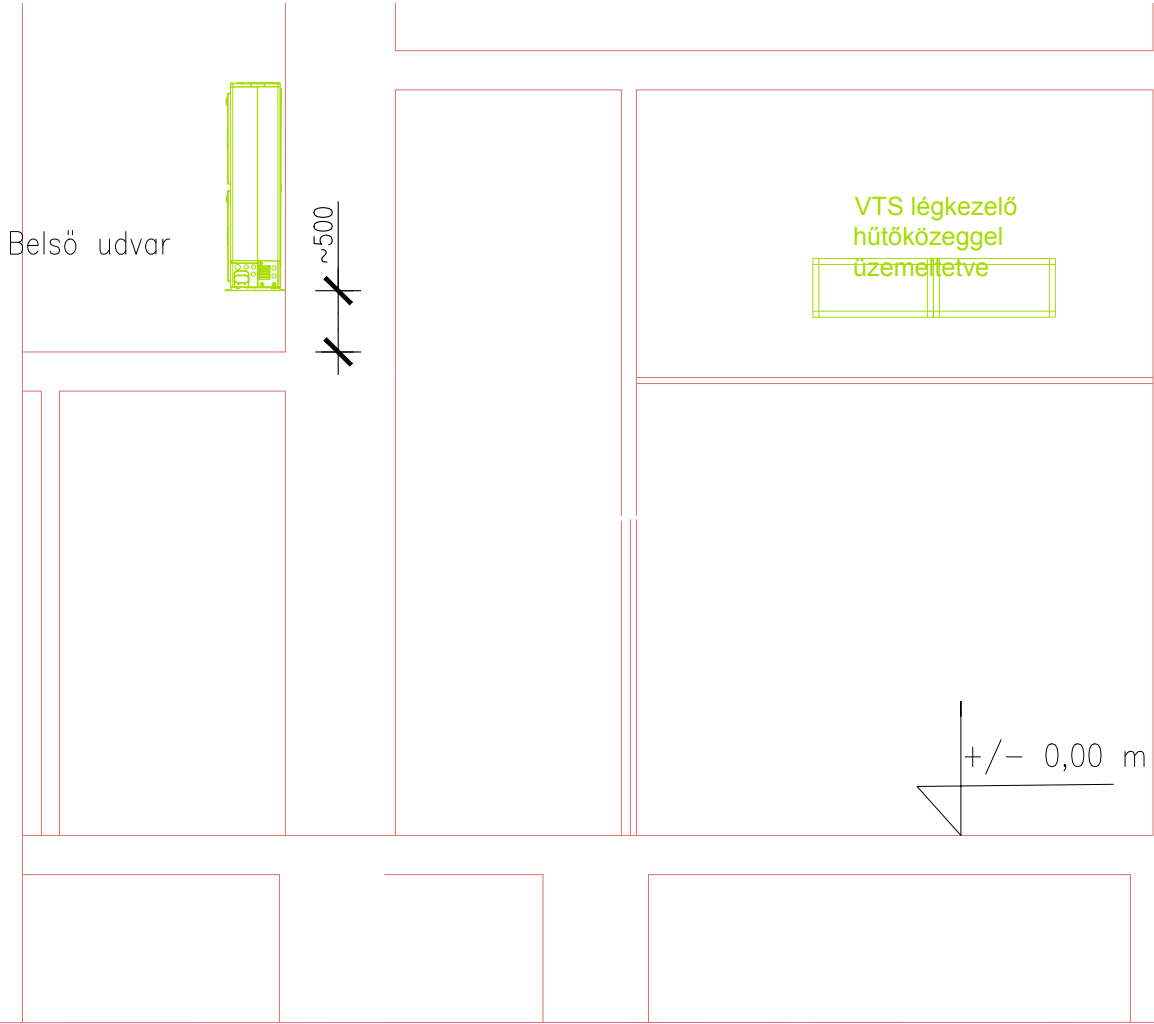 VTS légkezelő
hűtőközeggel
üzemeltetve
Belsö udvar
~500
+/- 0,00 m